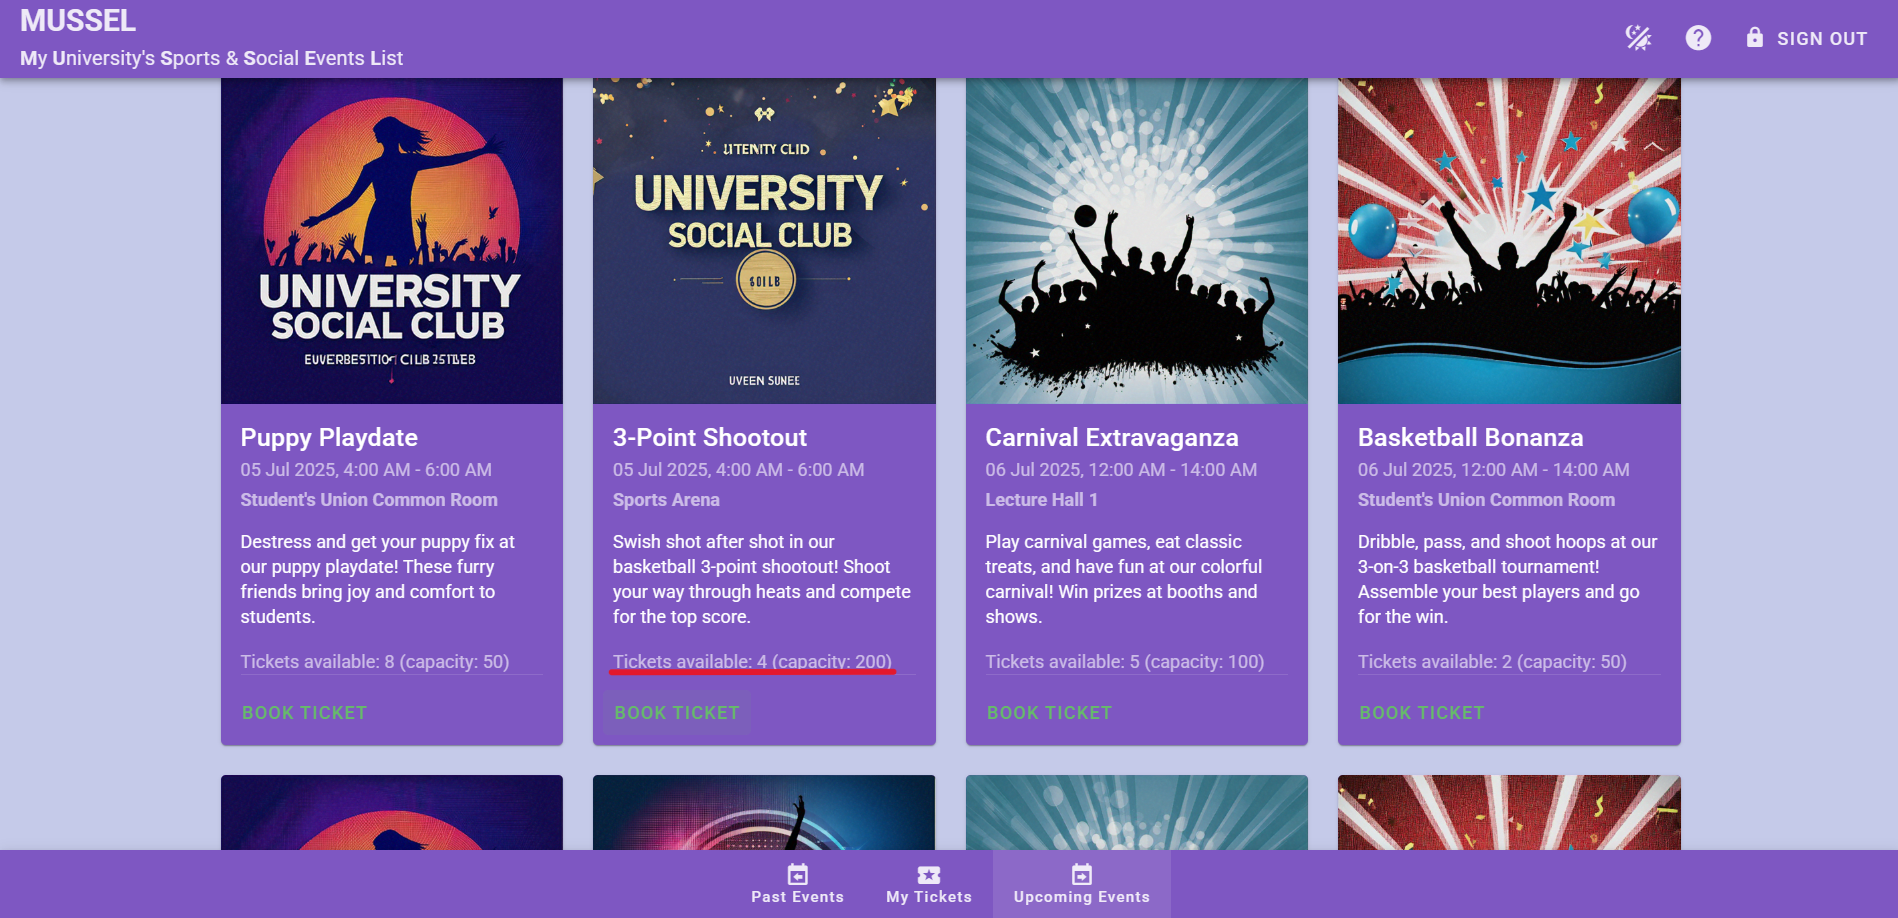 MUSSEL
My University's Sports & Social Events List
SIGN OUT
UNIVERSITY
SOCIAL CLUB
UNIVERSITY
SOCIAL CLUB
UVEEN SUNEE
Puppy Playdate
05 Jul 2025, 4:00 AM - 6:00 AM
Student's Union Common Room
Destress and get your puppy fix at
our puppy playdate! These furry
friends bring joy and comfort to
students.
Tickets available: 8 (capacity: 50)
BOOK TICKET
3-Point Shootout
05 Jul 2025, 4:00 AM - 6:00 AM
Sports Arena
Swish shot after shot in our
basketball 3-point shootout! Shoot
your way through heats and compete
for the top score.
Tickets available: 4 (capacity: 200)
BOOK TICKET
Carnival Extravaganza
06 Jul 2025, 12:00 AM - 14:00 AM
Lecture Hall 1
Play carnival games, eat classic
treats, and have fun at our colorful
carnival! Win prizes at booths and
shows.
Tickets available: 5 (capacity: 100)
BOOK TICKET
Basketball Bonanza
06 Jul 2025, 12:00 AM - 14:00 AM
Student's Union Common Room
Dribble, pass, and shoot hoops at our
3-on-3 basketball tournament!
Assemble your best players and go
for the win.
Tickets available: 2 (capacity: 50)
BOOK TICKET
Past Events
My Tickets
Upcoming Events